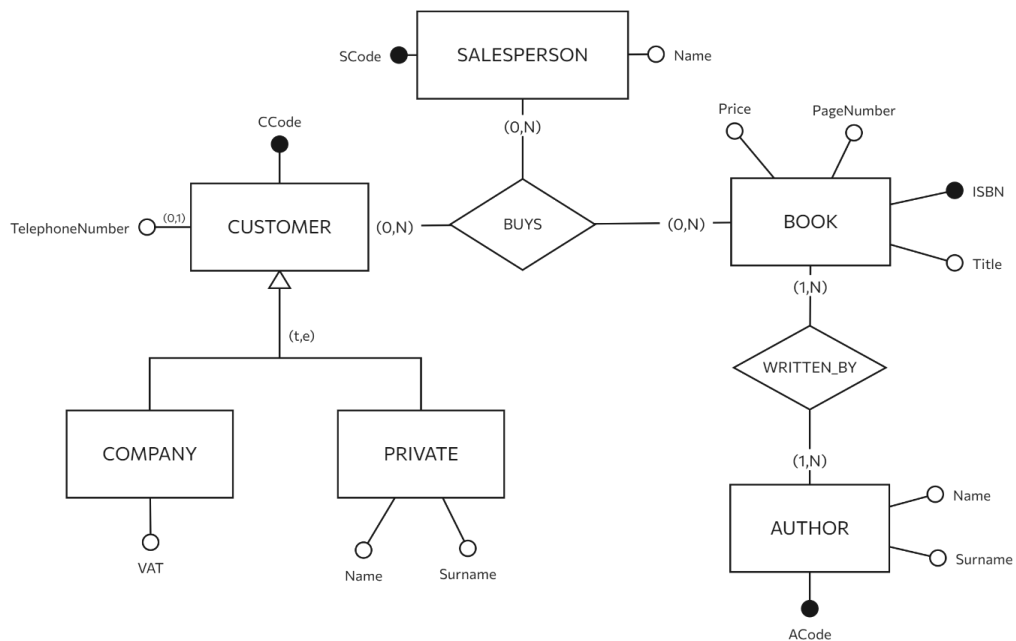 SCode
SALESPERSON
Name
(0,N)
Price
PageNumber
CCode
ISBN
TelephoneNumber
(0,1)
CUSTOMER
(0,N)
BUYS
(0,N)
BOOK
Title
(1,N)
(t,e)
WRITTEN_BY
COMPANY
PRIVATE
(1,N)
Name
AUTHOR
Surname
VAT
Name
Surname
ACode